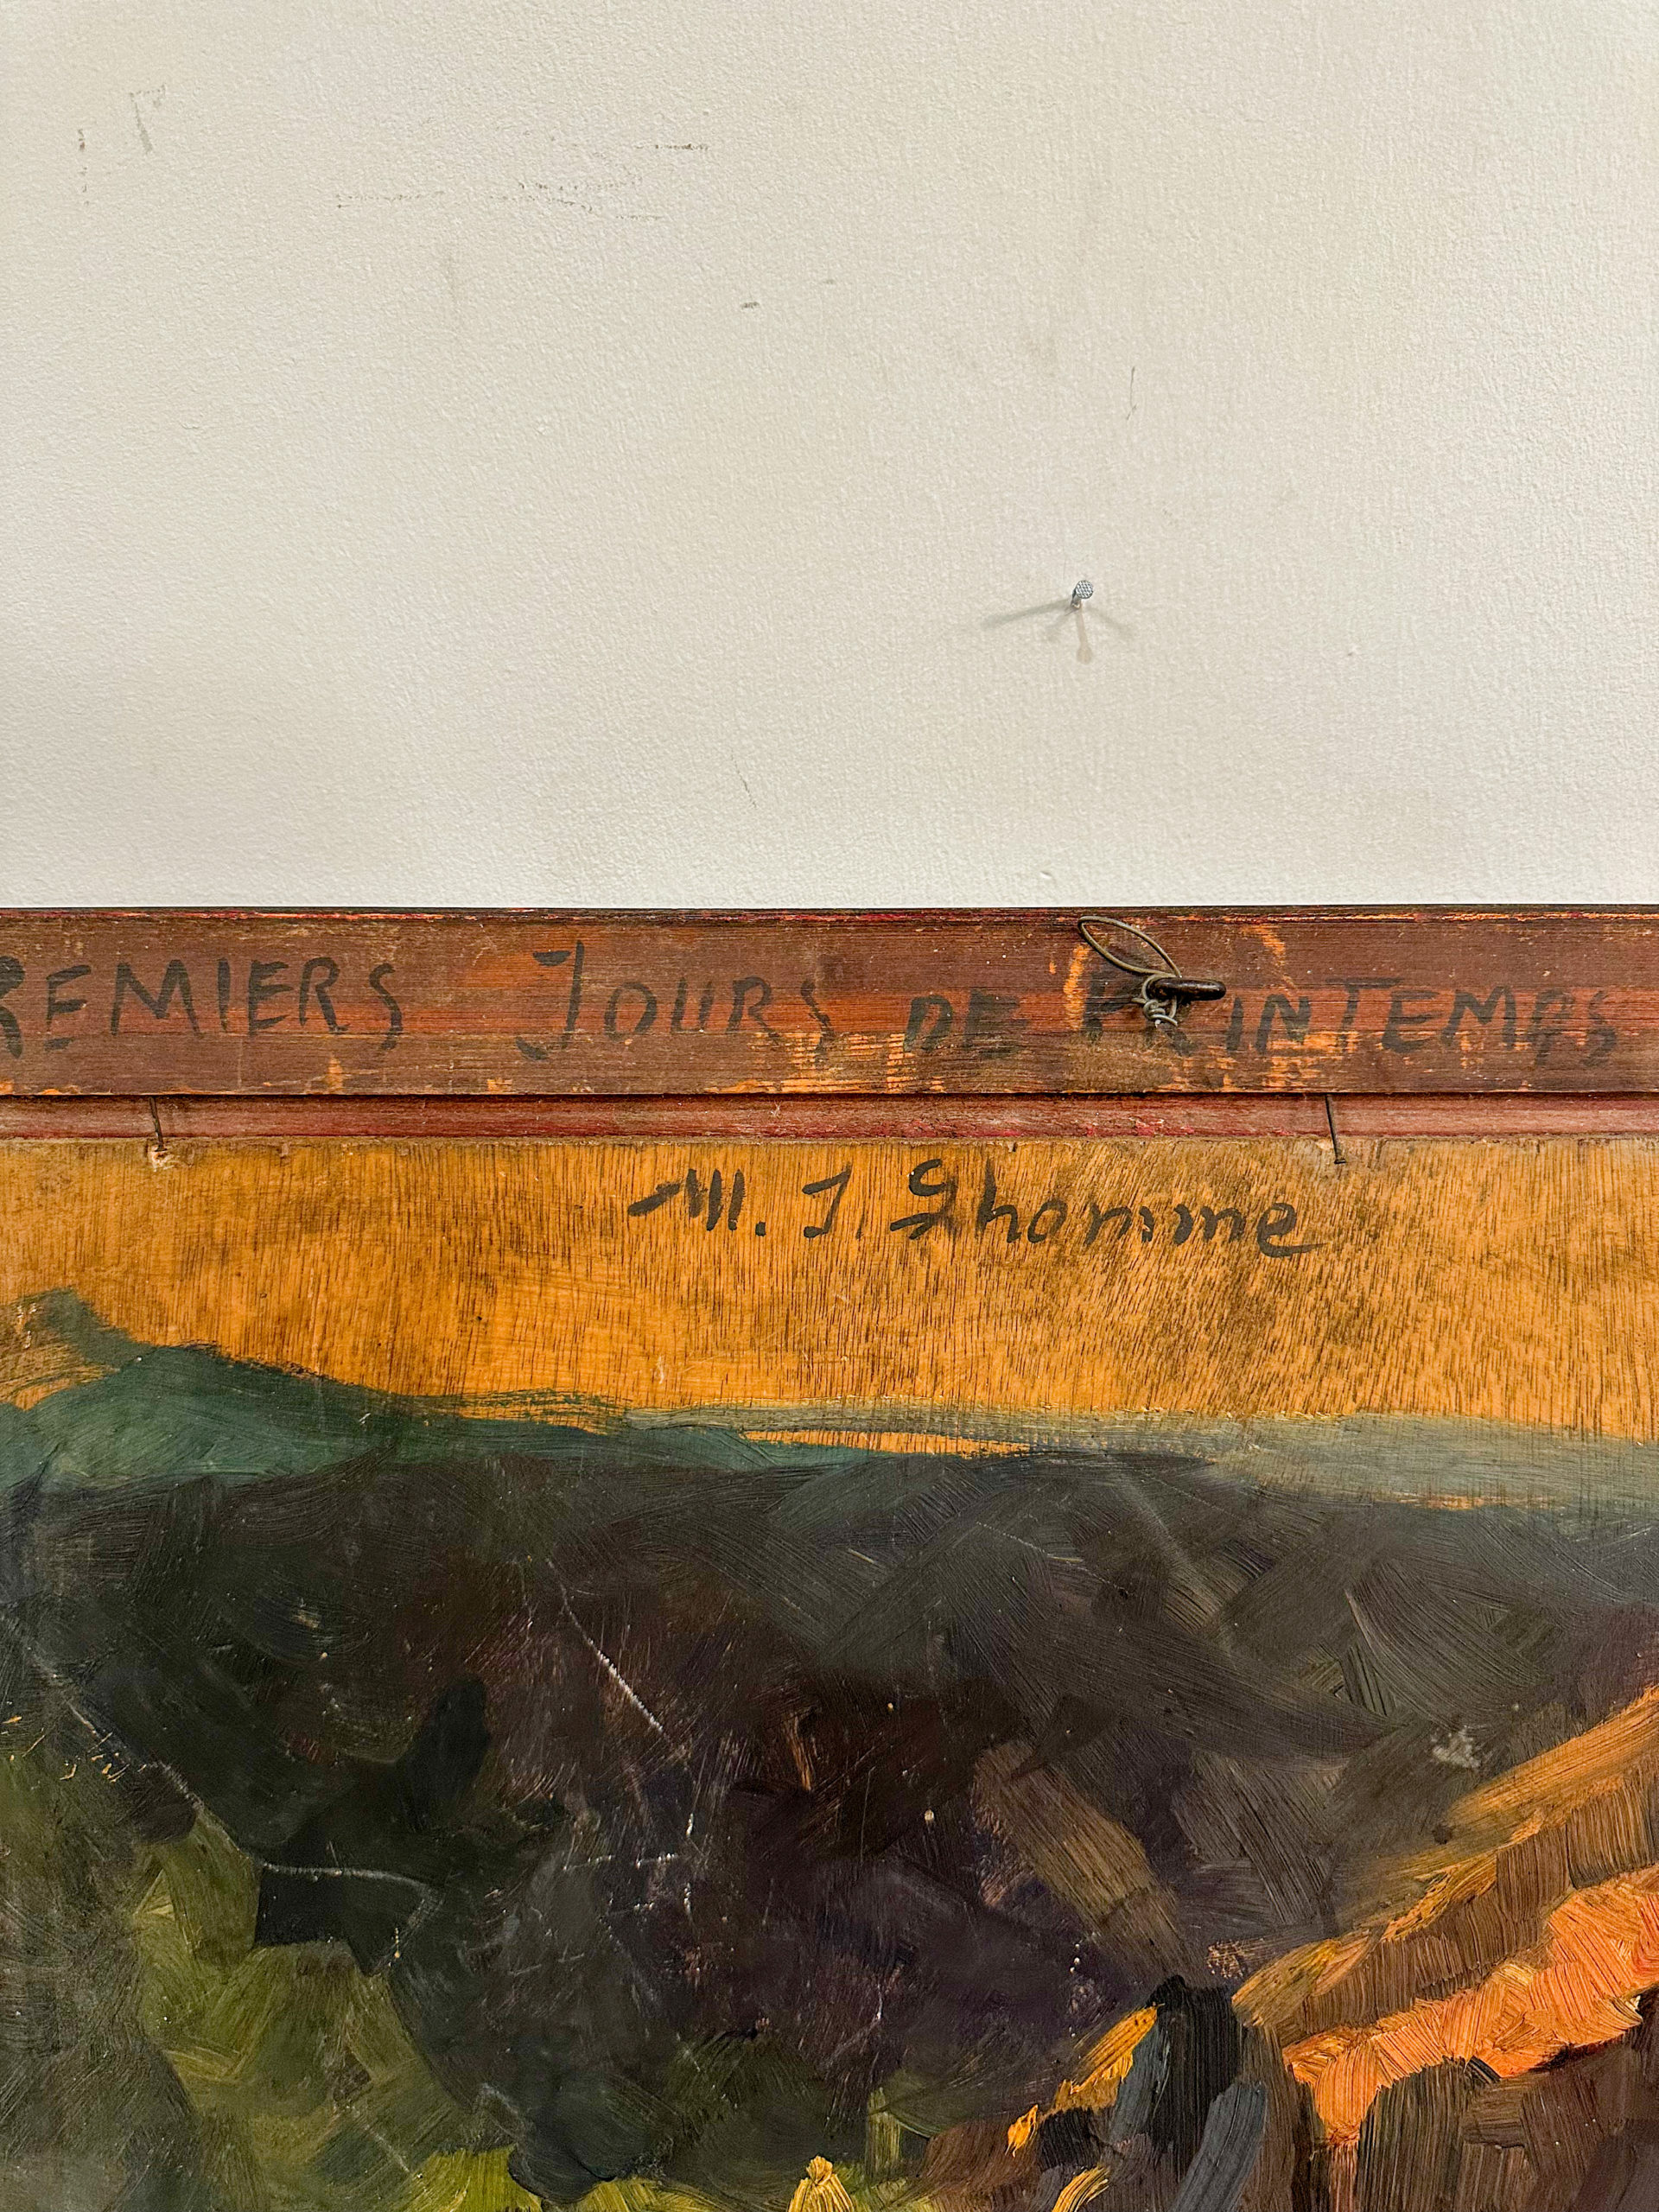 REMIERS JOURS DE PRINTEMPS
M. J. Lhomme